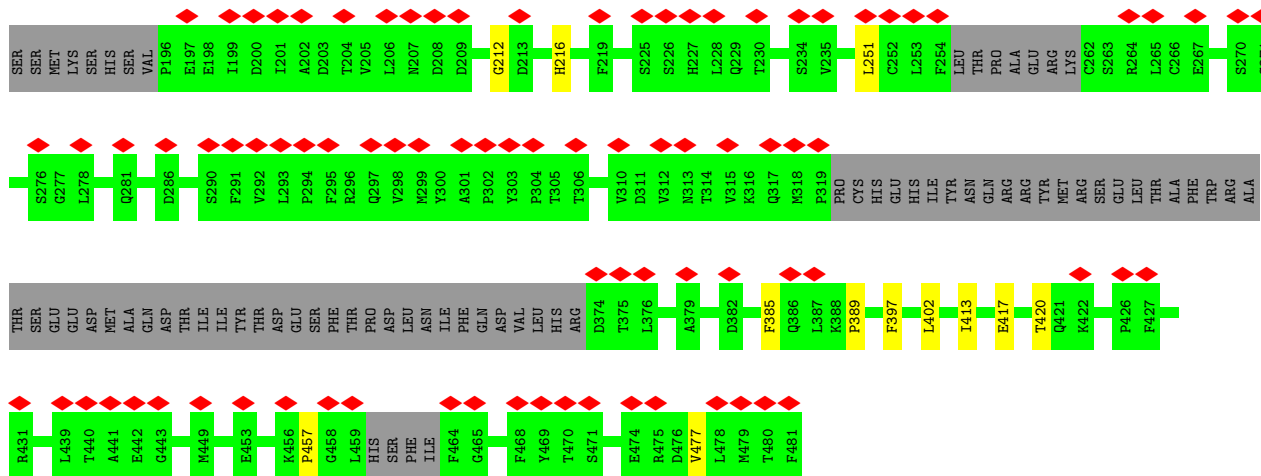 SER SER MET LYS SER HIS SER VAL P196 E197 E198 I199 D200 I201 A202 D203 T204 V205 L206 N207 D208 D209 G212 D213 H216 F219 S225 S226 H227 L228 Q229 T230 S234 V235 L251 C252 L253 F254 LEU THR PRO ALA GLU ARG LYS C262 S263 R264 L265 C266 E267 S270
S276 G277 L278 Q281 D286 S290 F291 V292 L293 P294 F295 R296 Q297 V298 M299 Y300 A301 P302 Y303 P304 T305 T306 V310 D311 V312 N313 T314 V315 K316 Q317 M318 P319 PRO CYS HIS GLU HIS ILE TYR ASN GLN ARG ARG TYR MET ARG SER GLU LEU THR ALA PHE TRP ARG ALA
THR SER GLU GLU ASP MET ALA GLN ASP THR ILE ILE TYR THR ASP GLU SER PHE THR PRO ASP LEU ASN ILE PHE GLN ASP VAL LEU HIS ARG D374 T375 L376 A379 D382 F385 Q386 L387 K388 P389 F397 L402 I413 E417 T420 Q421 K422 P426 F427
R431 L439 T440 A441 E442 G443 M449 E453 K456 P457 G458 L459 HIS SER PHE ILE F464 G465 F468 Y469 T470 S471 E474 R475 D476 V477 L478 M479 T480 F481